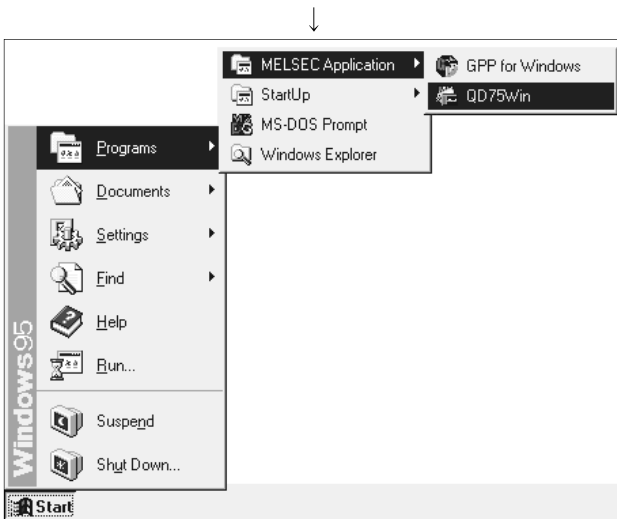 MELSEC Application
GPP for Windows
StartUp
QD75Win
MS-DOS Prompt
Windows Explorer
Programs
Documents
Settings
Find
Help
Run...
Suspend
Shut Down...
Windows95
Start